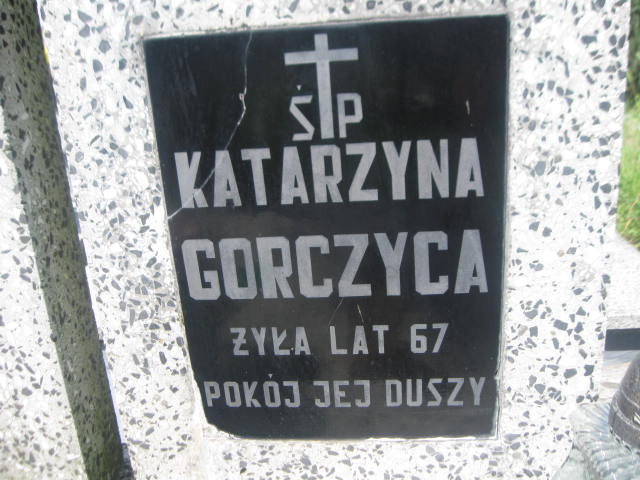 ŚP
KATARZYNA
GORCZYCA
ŻYŁA LAT 67
POKÓJ JEJ DUSZY